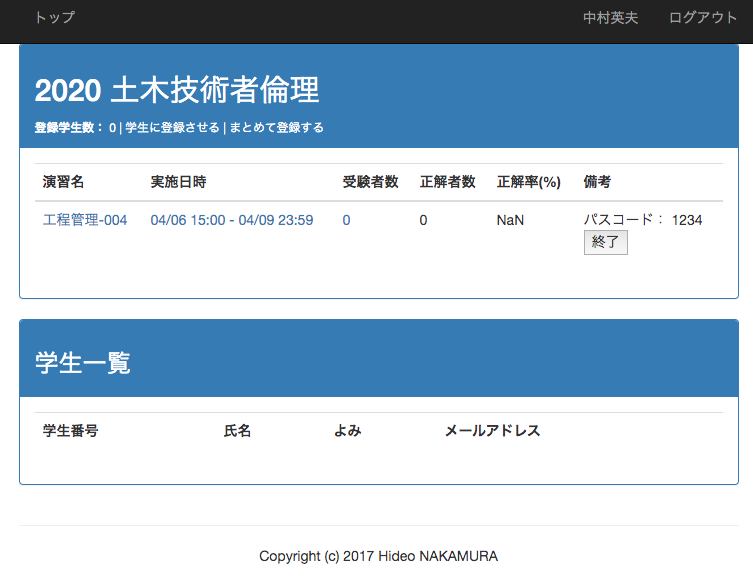 トップ 中村英夫 ログアウト
2020 土木技術者倫理
登録学生数： 0 | 学生に登録させる | まとめて登録する
演習名 実施日時 受験者数 正解者数 正解率(%) 備考
工程管理-004 04/06 15:00 - 04/09 23:59 0 0 NaN パスコード： 1234
終了
学生一覧
学生番号 氏名 よみ メールアドレス
Copyright (c) 2017 Hideo NAKAMURA